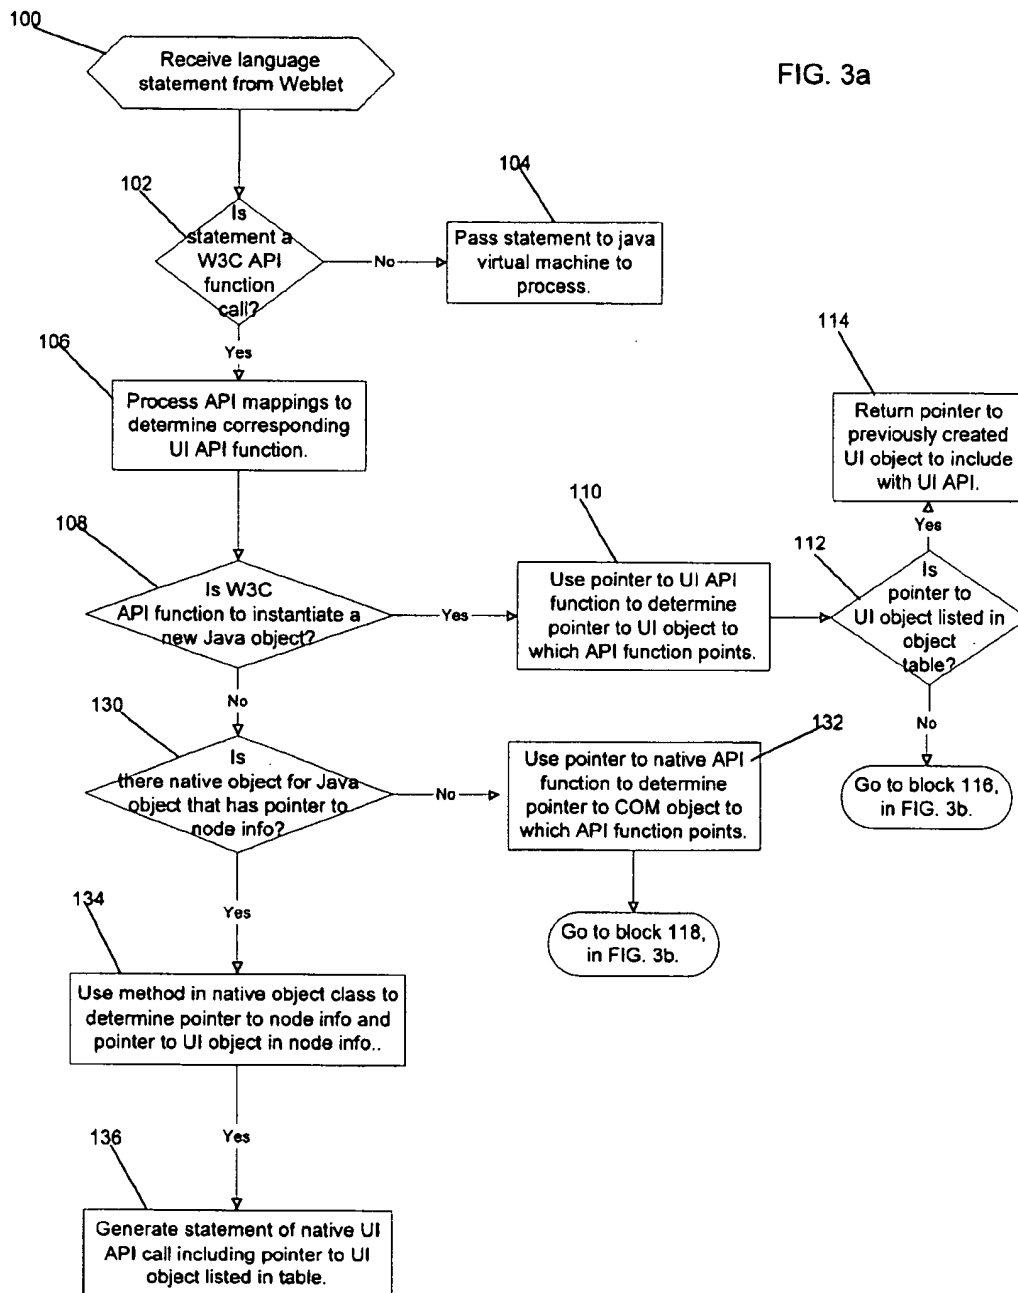 100
Receive language
statement from Weblet
FIG. 3a
102
Is
statement a
W3C API
function
call?
No
104
Pass statement to java
virtual machine to
process.
Yes
106
Process API mappings to
determine corresponding
UI API function.
108
Is W3C
API function to instantiate a
new Java object?
Yes
110
Use pointer to UI API
function to determine
pointer to UI object to
which API function points.
112
Is
pointer to
UI object listed in
object
table?
Yes
114
Return pointer to
previously created
UI object to include
with UI API.
No
Go to block 116,
in FIG. 3b.
No
130
Is
there native object for Java
object that has pointer to
node info?
No
132
Use pointer to native API
function to determine
pointer to COM object to
which API function points.
Go to block 118,
in FIG. 3b.
Yes
134
Use method in native object class to
determine pointer to node info and
pointer to UI object in node info..
Yes
136
Generate statement of native UI
API call including pointer to UI
object listed in table.